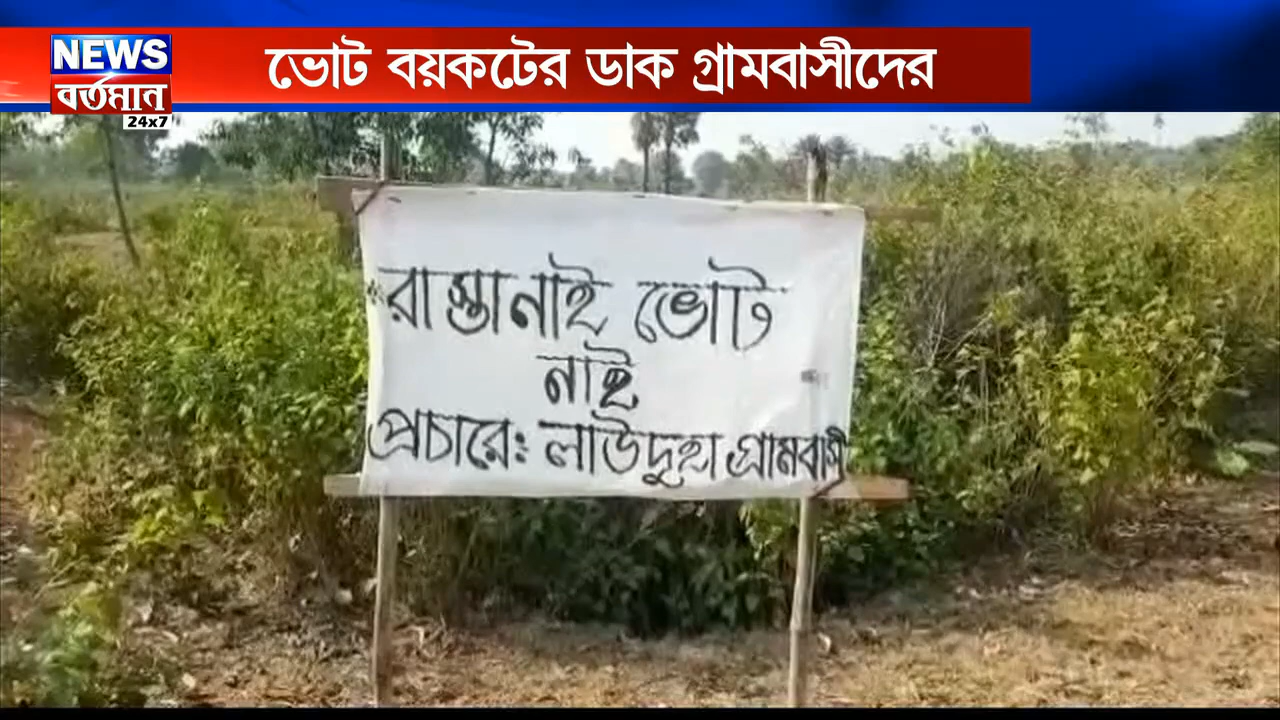 NEWS
বর্তমান
24x7
ভোট বয়কটের ডাক গ্রামবাসীদের
রাস্তা নাই ভোট
নাই
প্রচারে: লাউদুহা গ্রামবাসী